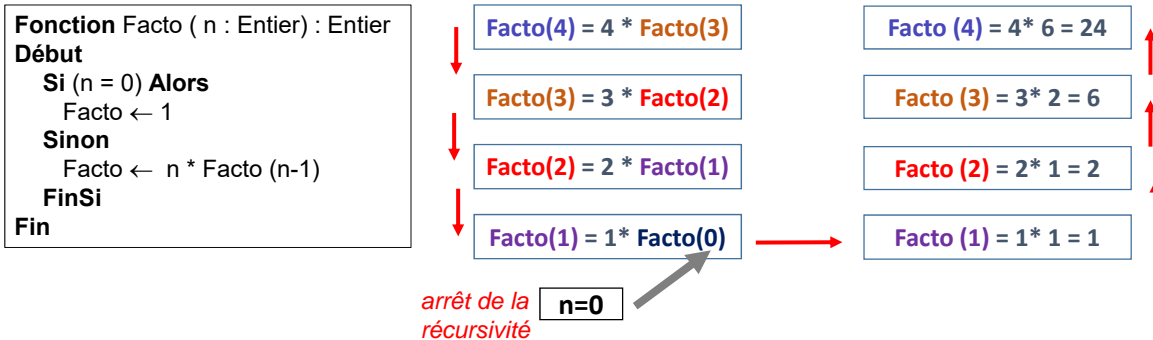 Fonction Facto ( n : Entier) : Entier
Début
Si (n = 0) Alors
Facto ← 1
Sinon
Facto ← n * Facto (n-1)
FinSi
Fin
Facto(4) = 4 * Facto(3)
Facto(3) = 3 * Facto(2)
Facto(2) = 2 * Facto(1)
Facto(1) = 1* Facto(0)
arrêt de la
récursivité
n=0
Facto (4) = 4* 6 = 24
Facto (3) = 3* 2 = 6
Facto (2) = 2* 1 = 2
Facto (1) = 1* 1 = 1